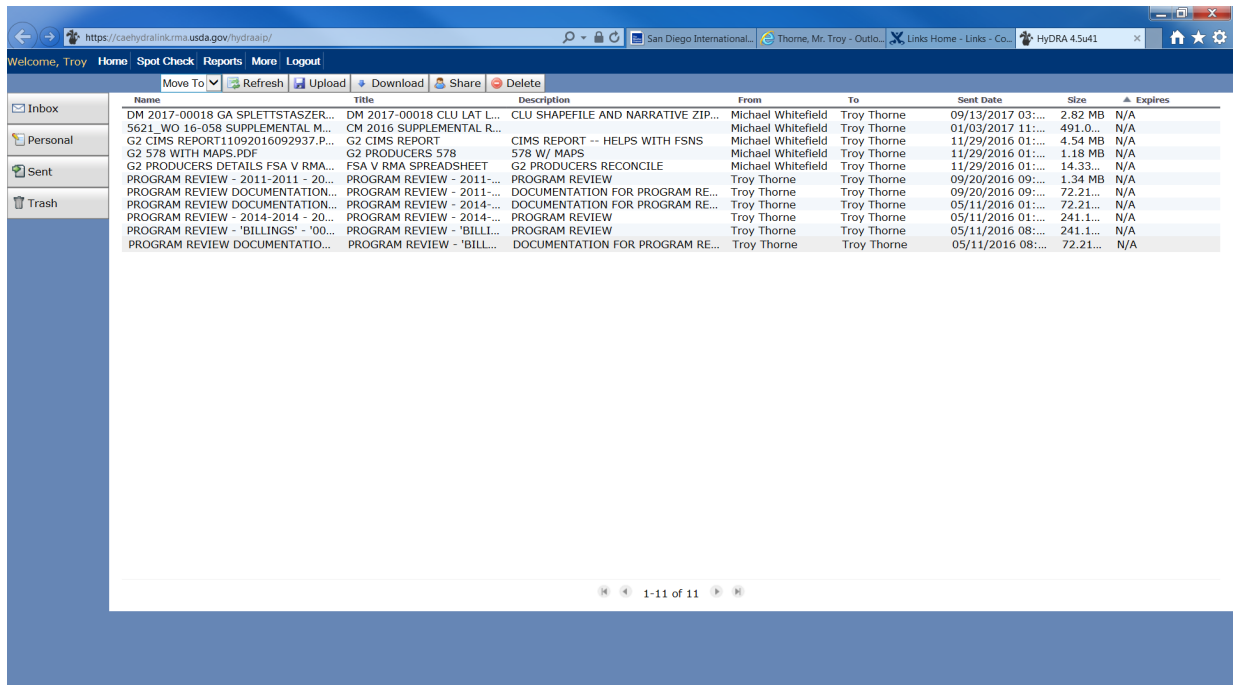 https://caehydralink.rma.usda.gov/hydraaip/ San Diego International... Thorne, Mr. Troy - Outlo... Links Home - Links - Co... HyDRA 4.5u41
Welcome, Troy Home Spot Check Reports More Logout
Move To Refresh Upload Download Share Delete
Inbox
Personal
Sent
Trash
Name Title Description From To Sent Date Size Expires
DM 2017-00018 GA SPLETTSTASZER... DM 2017-00018 CLU LAT L... CLU SHAPEFILE AND NARRATIVE ZIP... Michael Whitefield Troy Thorne 09/13/2017 03:... 2.82 MB N/A
5621_WO 16-058 SUPPLEMENTAL M... CM 2016 SUPPLEMENTAL R... Michael Whitefield Troy Thorne 01/03/2017 11:... 491.0... N/A
G2 CIMS REPORT11092016092937.P... G2 CIMS REPORT CIMS REPORT -- HELPS WITH FSNS Michael Whitefield Troy Thorne 11/29/2016 01:... 4.54 MB N/A
G2 578 WITH MAPS.PDF G2 PRODUCERS 578 578 W/ MAPS Michael Whitefield Troy Thorne 11/29/2016 01:... 1.18 MB N/A
G2 PRODUCERS DETAILS FSA V RMA... FSA V RMA SPREADSHEET G2 PRODUCERS RECONCILE Michael Whitefield Troy Thorne 11/29/2016 01:... 14.33... N/A
PROGRAM REVIEW - 2011-2011 - 20... PROGRAM REVIEW - 2011-... PROGRAM REVIEW Troy Thorne Troy Thorne 09/20/2016 09:... 1.34 MB N/A
PROGRAM REVIEW DOCUMENTATION... PROGRAM REVIEW - 2011-... DOCUMENTATION FOR PROGRAM RE... Troy Thorne Troy Thorne 09/20/2016 09:... 72.21... N/A
PROGRAM REVIEW DOCUMENTATION... PROGRAM REVIEW - 2014-... DOCUMENTATION FOR PROGRAM RE... Troy Thorne Troy Thorne 05/11/2016 01:... 72.21... N/A
PROGRAM REVIEW - 2014-2014 - 20... PROGRAM REVIEW - 2014-... PROGRAM REVIEW Troy Thorne Troy Thorne 05/11/2016 01:... 241.1... N/A
PROGRAM REVIEW - 'BILLINGS' - '00... PROGRAM REVIEW - 'BILLI... PROGRAM REVIEW Troy Thorne Troy Thorne 05/11/2016 08:... 241.1... N/A
PROGRAM REVIEW DOCUMENTATIO... PROGRAM REVIEW - 'BILL... DOCUMENTATION FOR PROGRAM RE... Troy Thorne Troy Thorne 05/11/2016 08:... 72.21... N/A
1-11 of 11